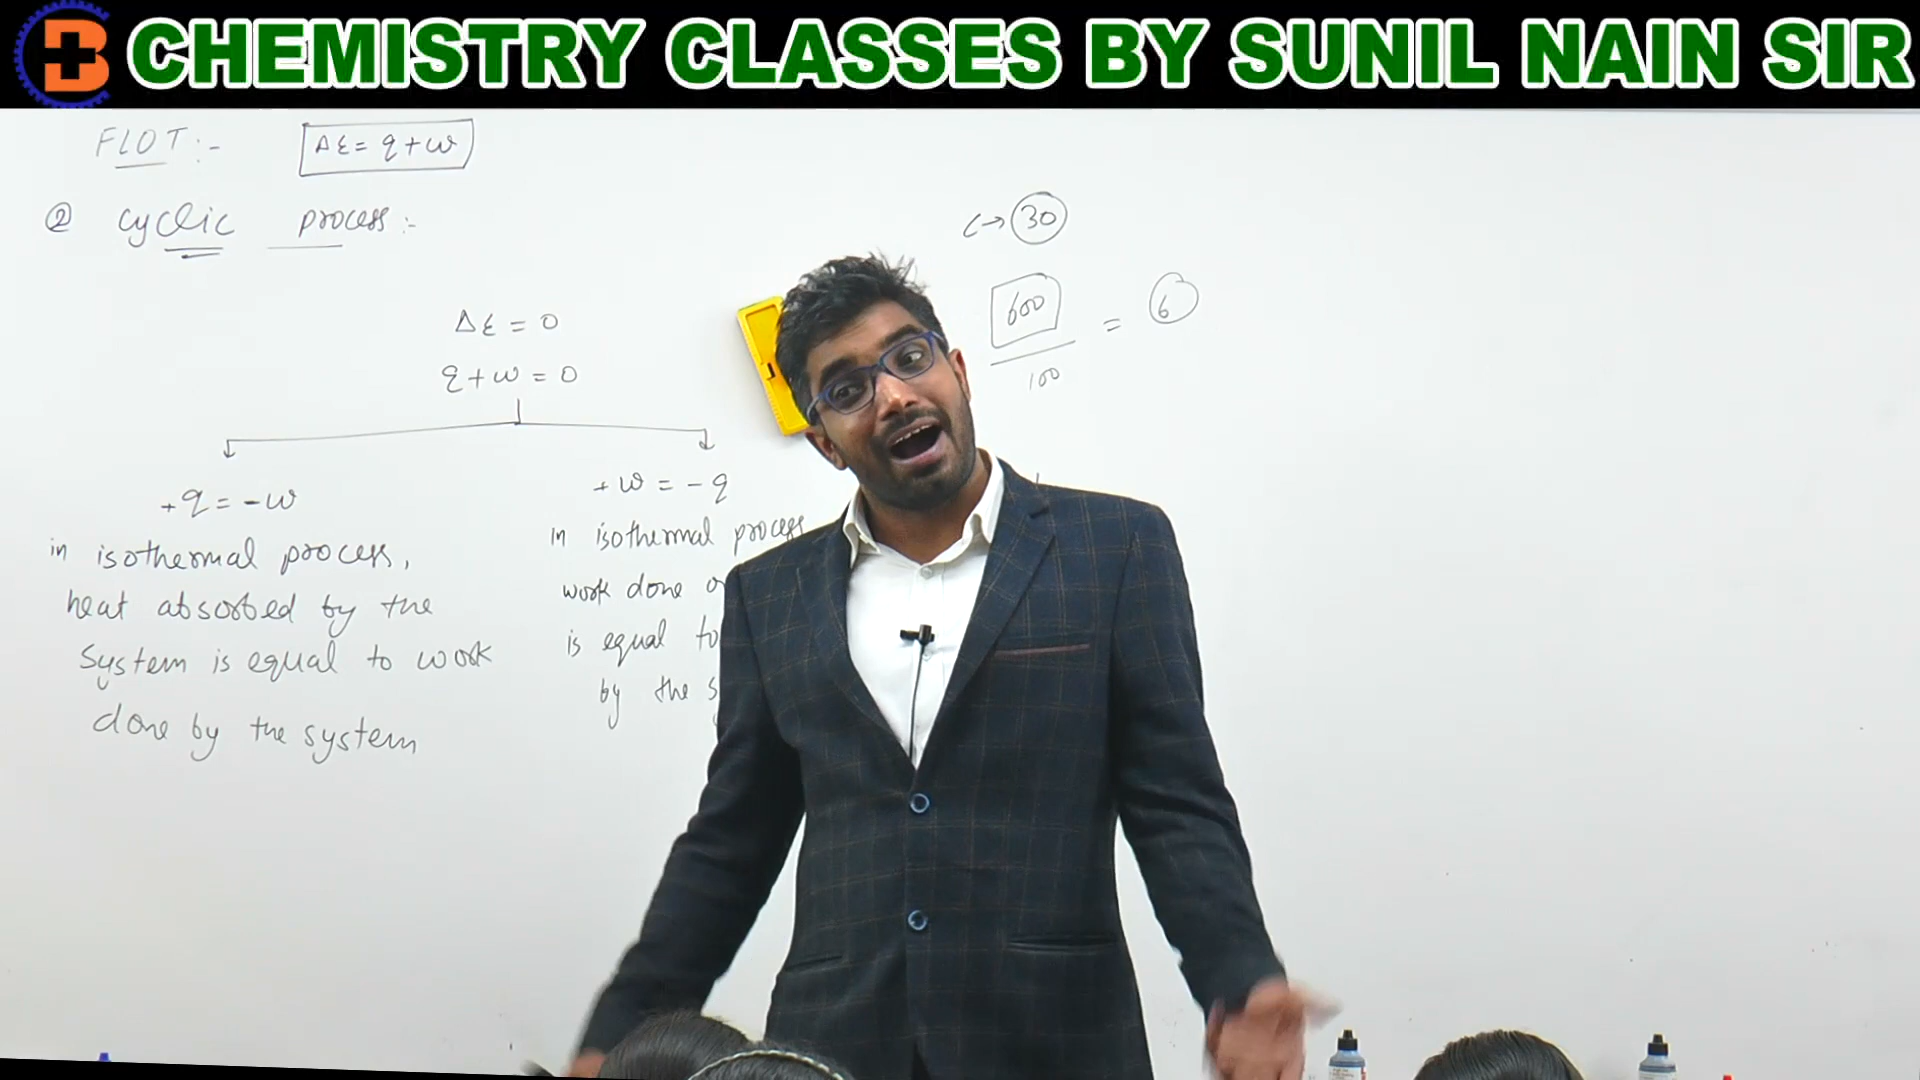 CHEMISTRY CLASSES BY SUNIL NAIN SIR
FLOT:- ΔE = q + w
② cyclic process:-
ΔE = 0
q + w = 0
+q = -w
in isothermal process,
heat absorbed by the
system is equal to work
done by the system
+w = -q
in isothermal process
work done
is equal to
by the
→ 30
600
100
= 6